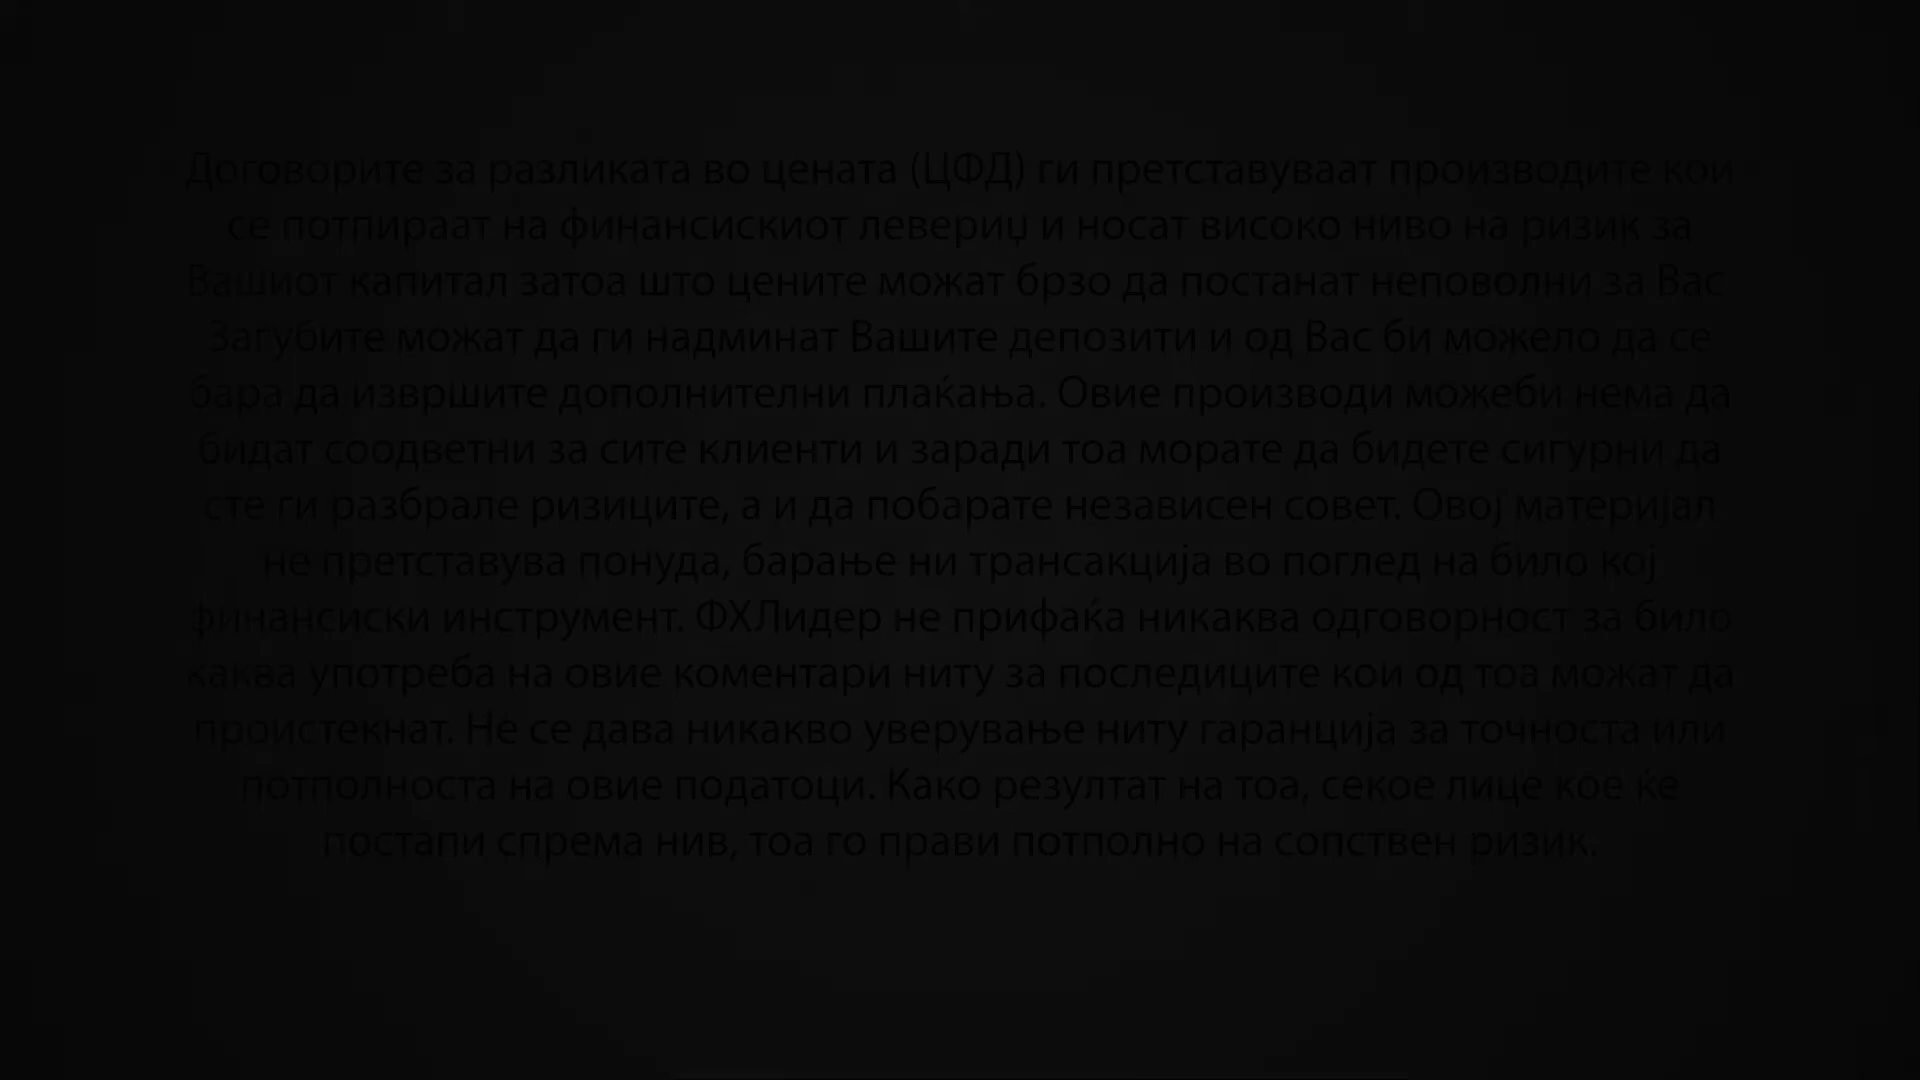 Договорите за разликата во цената (ЦФД) ги претставуваат производите кои
се потпираат на финансискиот левериџ и носат високо ниво на ризик за
Вашиот капитал затоа што цените можат брзо да постанат неповолни за Вас
Загубите можат да ги надминат Вашите депозити и од Вас би можело да се
бара да извршите дополнителни плаќања. Овие производи можеби нема да
бидат соодветни за сите клиенти и заради тоа морате да бидете сигурни да
сте ги разбрале ризиците, а и да побарате независен совет. Овој материјал
не претставува понуда, барање ни трансакција во поглед на било кој
финансиски инструмент. ФХЛидер не прифаќа никаква одговорност за било
каква употреба на овие коментари ниту за последиците кои од тоа можат да
произтекнат. Не се дава никакво уверување ниту гаранција за точноста или
потполноста на овие податоци. Како резултат на тоа, секое лице кое ќе
постапи спрема нив, тоа го прави потполно на сопствен ризик.